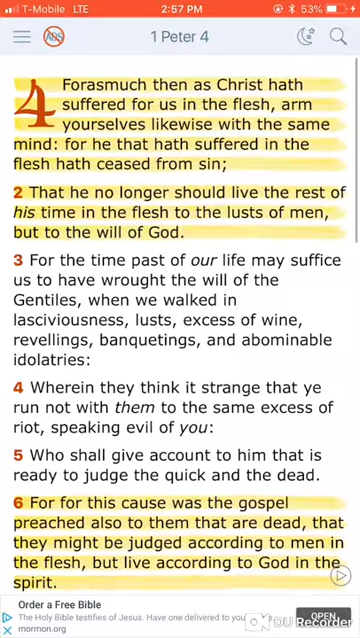 T-Mobile LTE 2:57 PM 53%
ADS 1 Peter 4
4 Forasmuch then as Christ hath
suffered for us in the flesh, arm
yourselves likewise with the same
mind: for he that hath suffered in the
flesh hath ceased from sin;
2 That he no longer should live the rest of
his time in the flesh to the lusts of men,
but to the will of God.
3 For the time past of our life may suffice
us to have wrought the will of the
Gentiles, when we walked in
lasciviousness, lusts, excess of wine,
revellings, banquetings, and abominable
idolatries:
4 Wherein they think it strange that ye
run not with them to the same excess of
riot, speaking evil of you:
5 Who shall give account to him that is
ready to judge the quick and the dead.
6 For for this cause was the gospel
preached also to them that are dead, that
they might be judged according to men in
the flesh, but live according to God in the
spirit.
Order a Free Bible
The Holy Bible testifies of Jesus. Have one delivered to
mormon.org
OPEN
DU Recorder